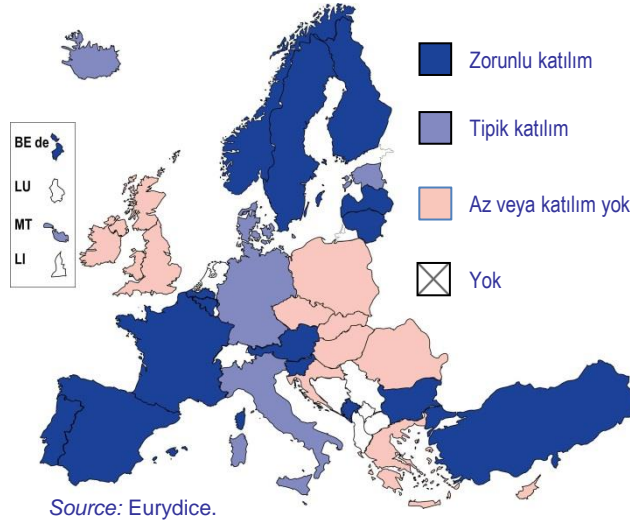 Zorunlu katılım
Tipik katılım
Az veya katılım yok
Yok
BE de
LU
MT
LI
Source: Eurydice.